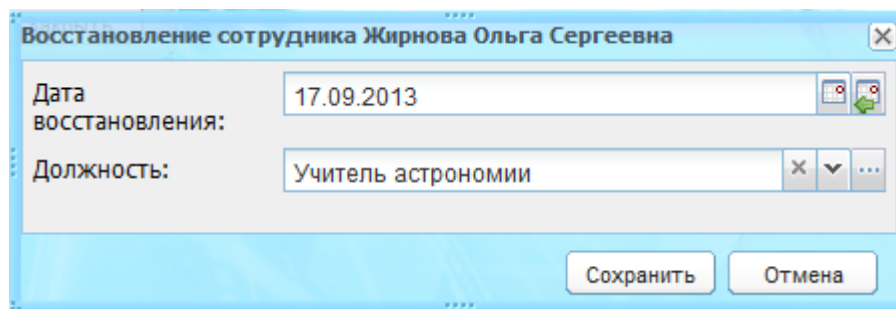 Восстановление сотрудника Жирнова Ольга Сергеевна
Дата
восстановления:
17.09.2013
Должность:
Учитель астрономии
Сохранить
Отмена